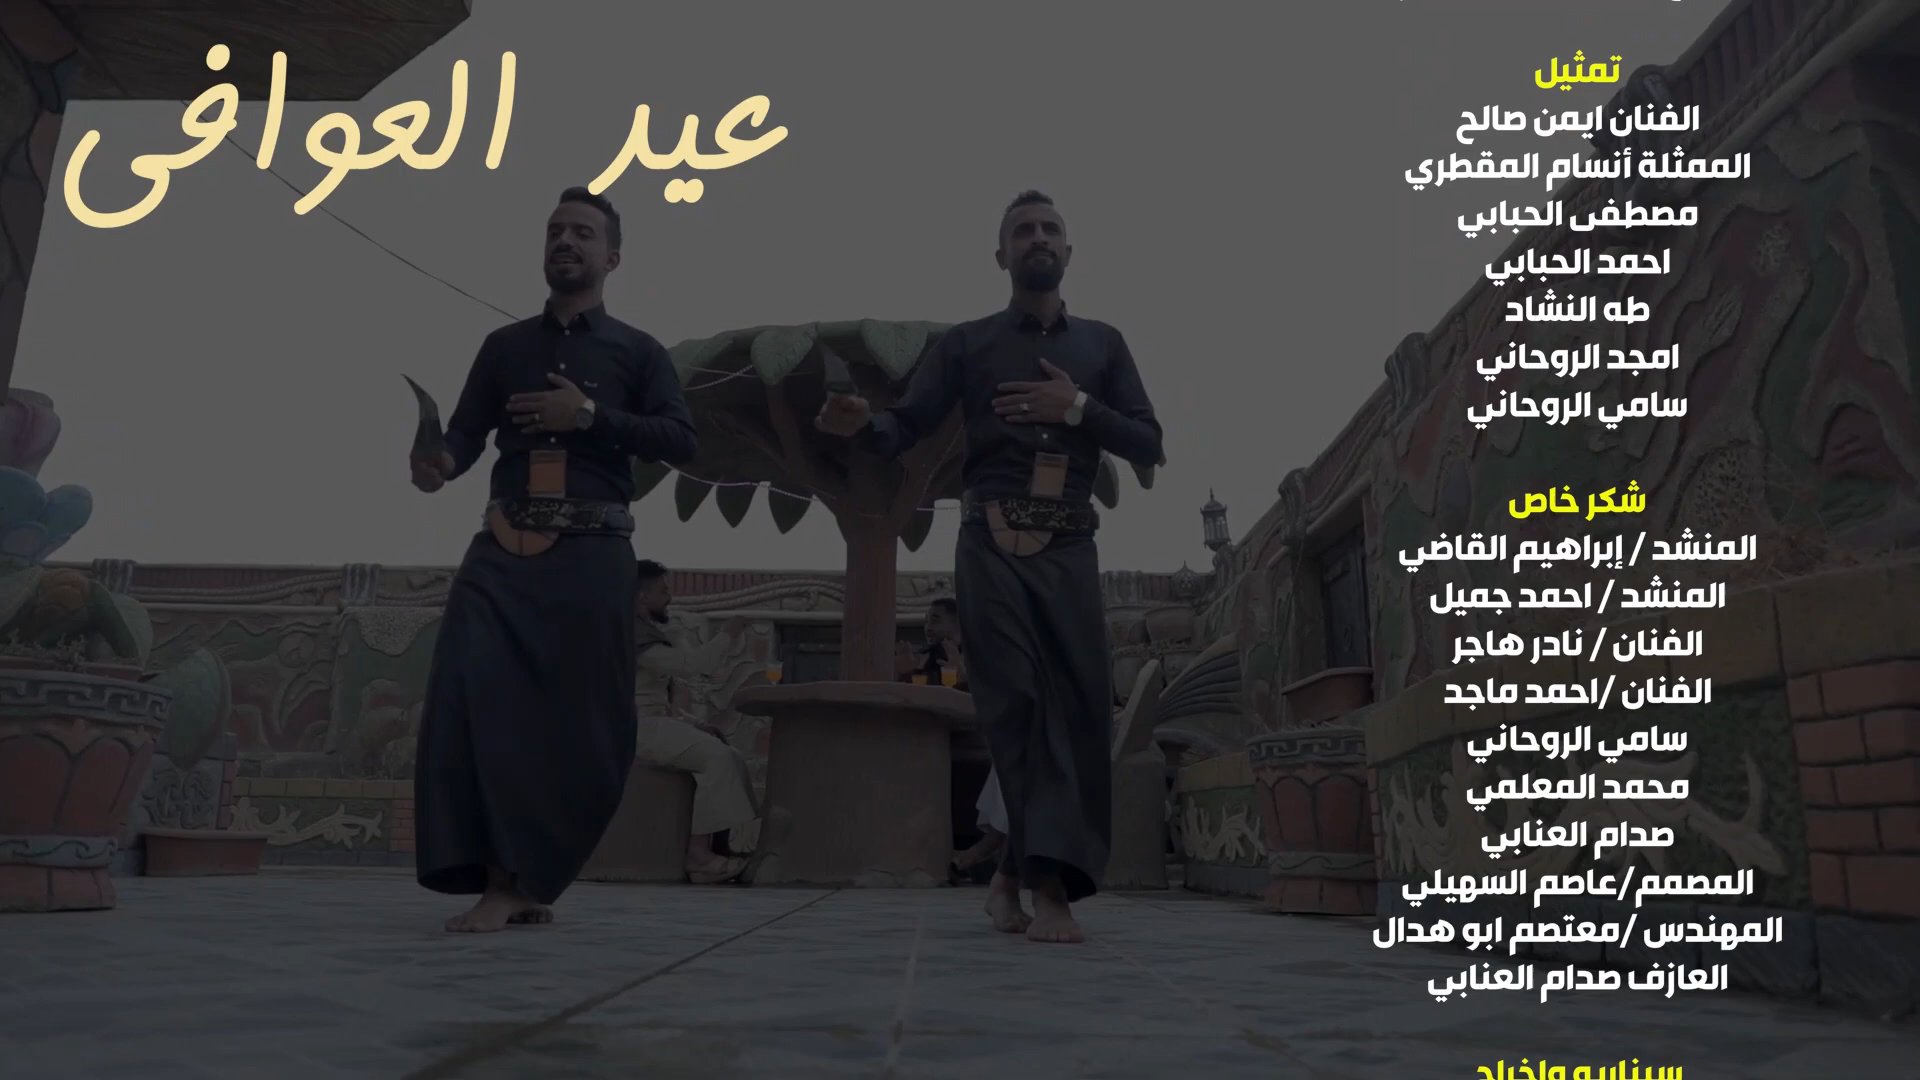 عيد العوافى
تمثيل
الفنان ايمن صالح
الممثلة أنسام المقطري
مصطفى الحبابي
احمد الحبابي
طه النشاد
امجد الروحاني
سامي الروحاني
شكر خاص
المنشد / إبراهيم القاضي
المنشد / احمد جميل
الفنان / نادر هاجر
الفنان /احمد ماجد
سامي الروحاني
محمد المعلمي
صدام العنابي
المصمم/عاصم السهيلي
المهندس /معتصم ابو هدال
العازف صدام العنابي
سيناريو واخراج